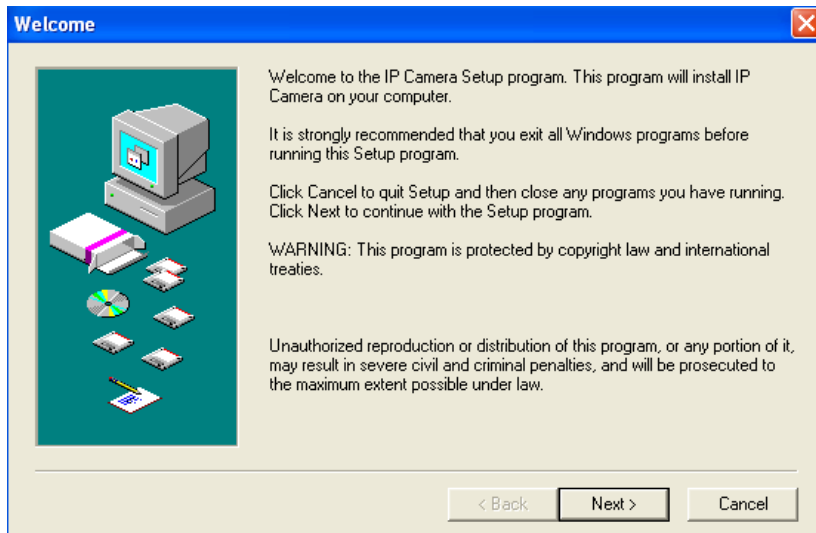 Welcome
Welcome to the IP Camera Setup program. This program will install IP
Camera on your computer.
It is strongly recommended that you exit all Windows programs before
running this Setup program.
Click Cancel to quit Setup and then close any programs you have running.
Click Next to continue with the Setup program.
WARNING: This program is protected by copyright law and international
treaties.
Unauthorized reproduction or distribution of this program, or any portion of it,
may result in severe civil and criminal penalties, and will be prosecuted to
the maximum extent possible under law.
< Back Next > Cancel